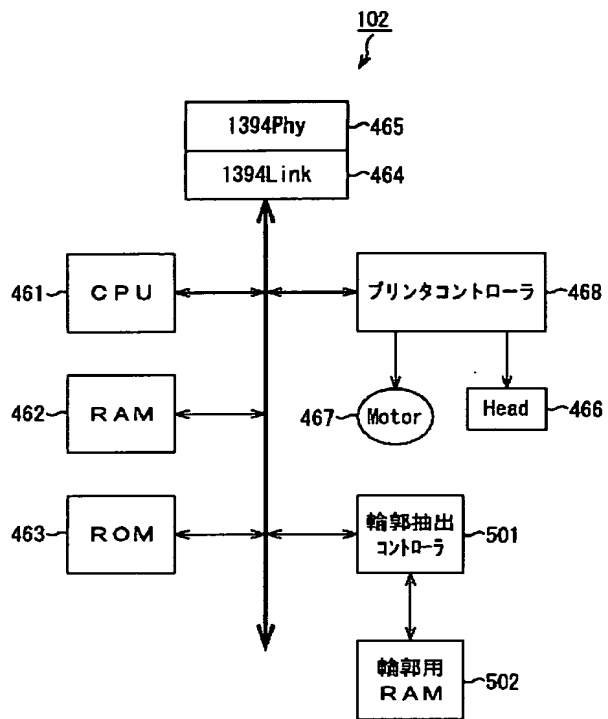 102
1394Phy
465
1394Link
464
461
CPU
プリンタコントローラ
468
462
RAM
467
Motor
Head
466
463
ROM
輪郭抽出
コントローラ
501
輪郭用
RAM
502